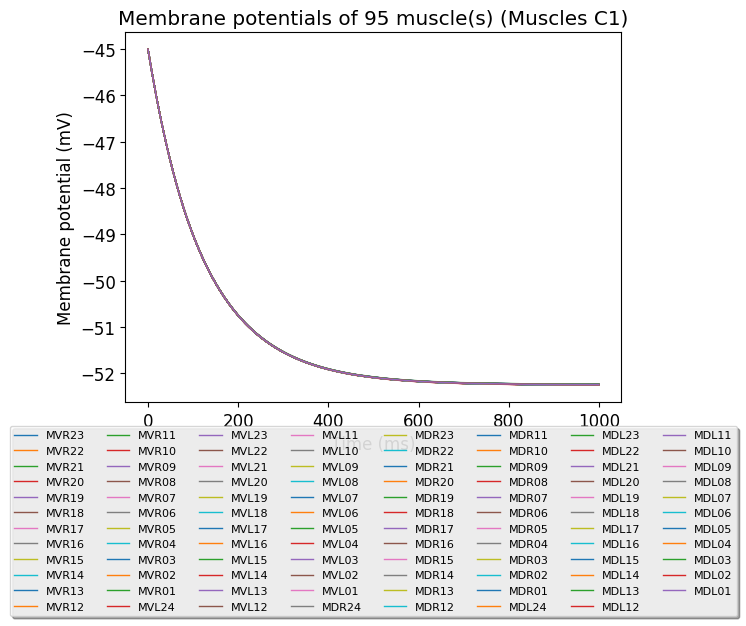 Membrane potentials of 95 muscle(s) (Muscles C1)
Membrane potential (mV)
−45
−46
−47
−48
−49
−50
−51
−52
0 200 400 600 800 1000
Time (ms)
MVR23 MVR11 MVL23 MVL11 MDR23 MDR11 MDL23 MDL11
MVR22 MVR10 MVL22 MVL10 MDR22 MDR10 MDL22 MDL10
MVR21 MVR09 MVL21 MVL09 MDR21 MDR09 MDL21 MDL09
MVR20 MVR08 MVL20 MVL08 MDR20 MDR08 MDL20 MDL08
MVR19 MVR07 MVL19 MVL07 MDR19 MDR07 MDL19 MDL07
MVR18 MVR06 MVL18 MVL06 MDR18 MDR06 MDL18 MDL06
MVR17 MVR05 MVL17 MVL05 MDR17 MDR05 MDL17 MDL05
MVR16 MVR04 MVL16 MVL04 MDR16 MDR04 MDL16 MDL04
MVR15 MVR03 MVL15 MVL03 MDR15 MDR03 MDL15 MDL03
MVR14 MVR02 MVL14 MVL02 MDR14 MDR02 MDL14 MDL02
MVR13 MVR01 MVL13 MVL01 MDR13 MDR01 MDL13 MDL01
MVR12 MVL24 MVL12 MDR24 MDR12 MDL24 MDL12